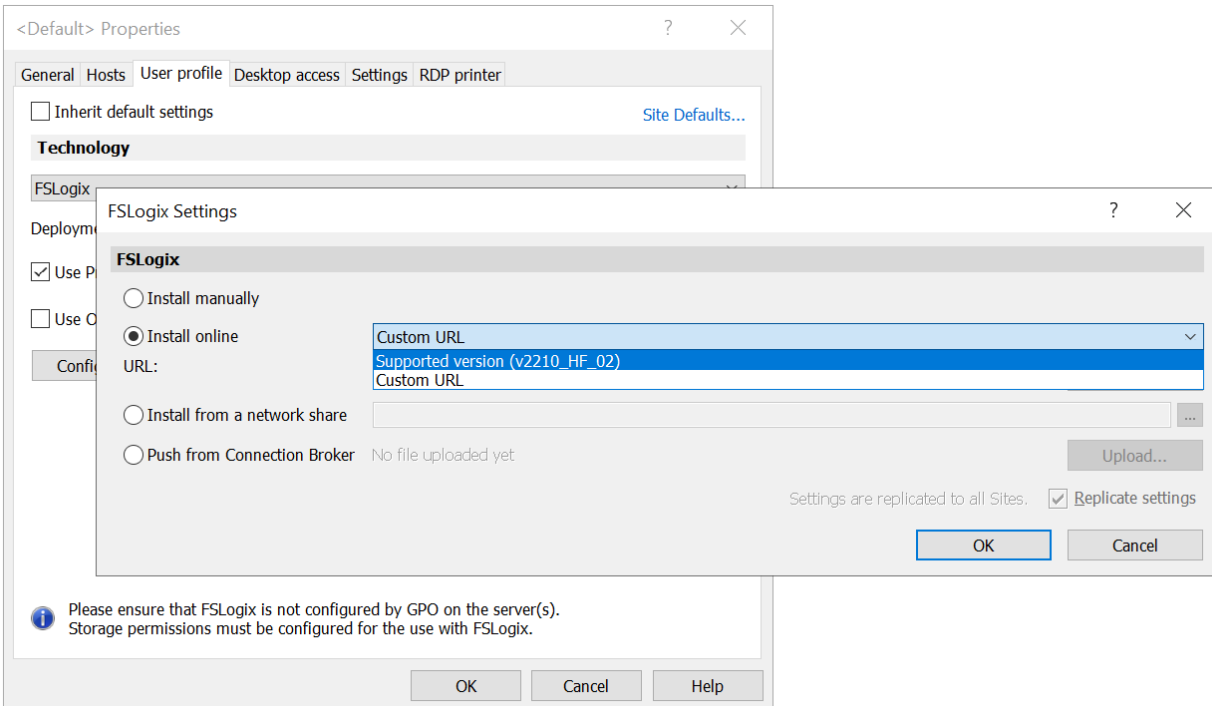 <Default> Properties
General Hosts User profile Desktop access Settings RDP printer
Inherit default settings
Site Defaults...
Technology
FSLogix
FSLogix Settings
FSLogix
Install manually
Install online
Custom URL
Supported version (v2210_HF_02)
Custom URL
URL:
Install from a network share
...
Push from Connection Broker No file uploaded yet
Upload...
Settings are replicated to all Sites. Replicate settings
OK Cancel
Use
Use
Please ensure that FSLogix is not configured by GPO on the server(s).
Storage permissions must be configured for the use with FSLogix.
OK Cancel Help